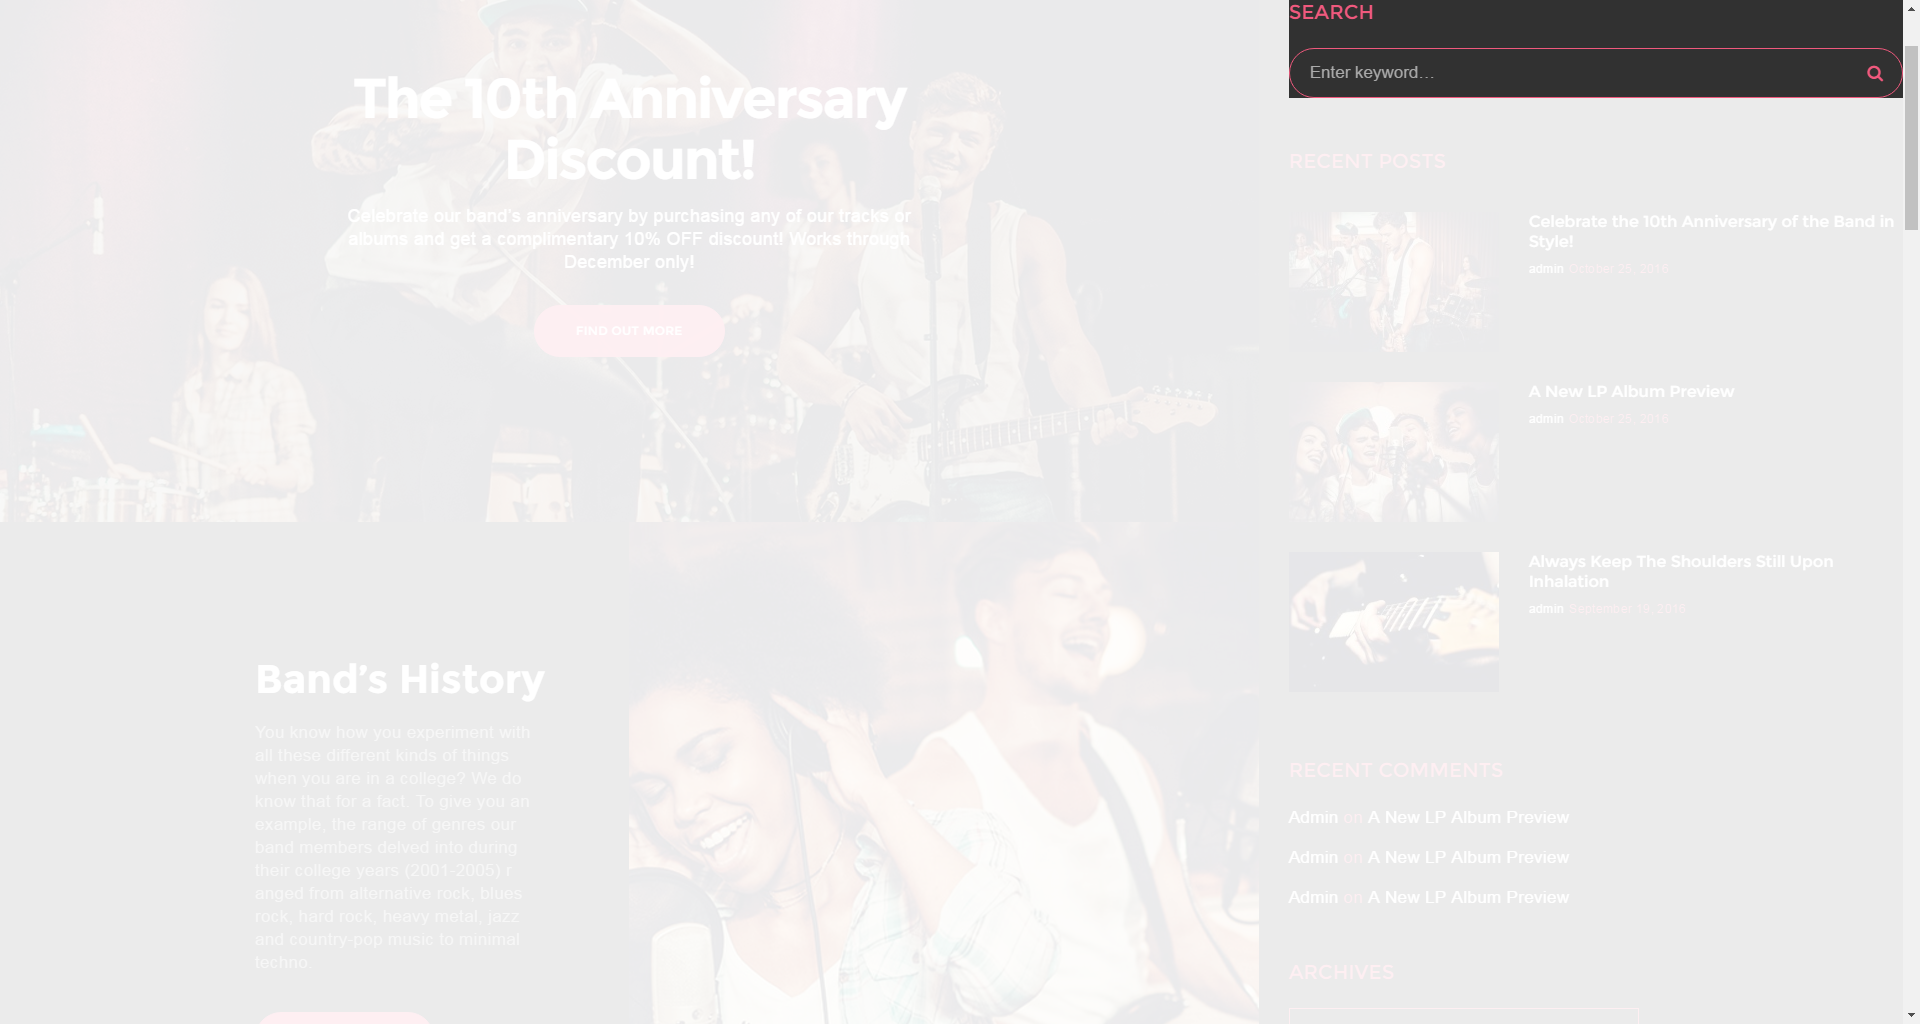 The 10th Anniversary
Discount!
Celebrate our band's anniversary by purchasing any of our tracks or
albums and get a complimentary 10% OFF discount! Works through
December only!
FIND OUT MORE
Band's History
You know how you experiment with
all these different kinds of things
when you are in a college? We do
know that for a fact. To give you an
example, the range of genres our
band members delved into during
their college years (2001-2005) r
anged from alternative rock, blues
rock, hard rock, heavy metal, jazz
and country-pop music to minimal
techno.
SEARCH
Enter keyword...
RECENT POSTS
Celebrate the 10th Anniversary of the Band in
Style!
admin October 25, 2016
A New LP Album Preview
admin October 25, 2016
Always Keep The Shoulders Still Upon
Inhalation
admin September 19, 2016
RECENT COMMENTS
Admin on A New LP Album Preview
Admin on A New LP Album Preview
Admin on A New LP Album Preview
ARCHIVES